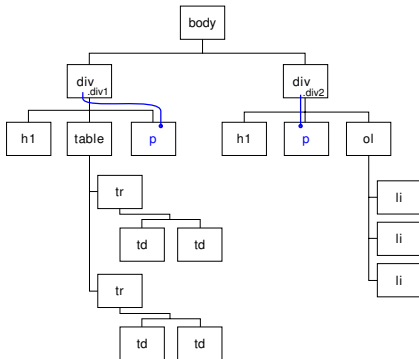 body
div .div1 div .div2
h1 table p h1 p ol
tr li
td td li
tr li
td td